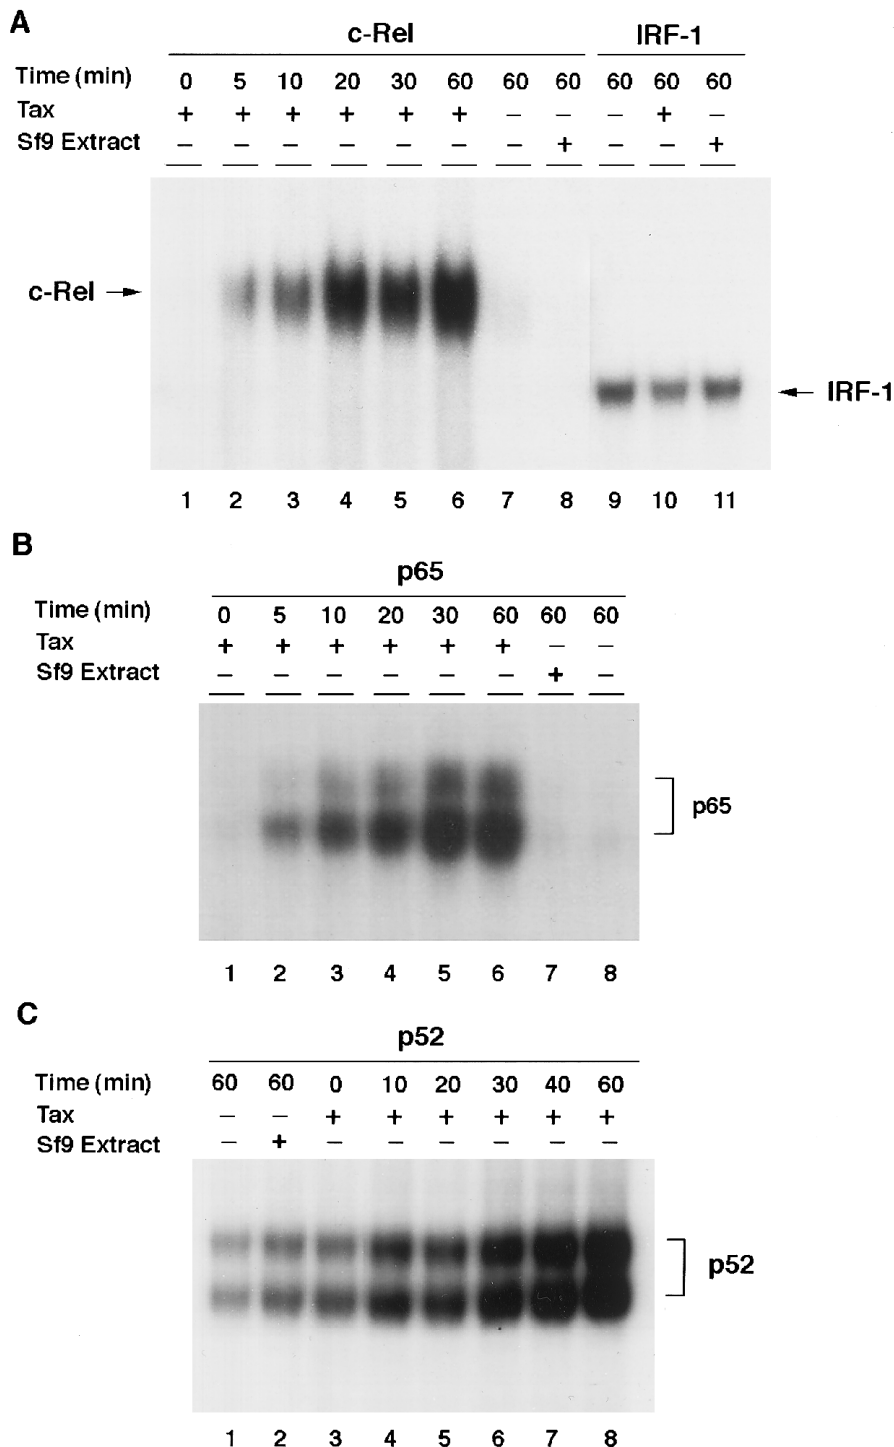 A
c-Rel IRF-1
Time (min) 0 5 10 20 30 60 60 60 60 60 60
Tax + + + + + + – – – + –
Sf9 Extract – – – – – – – + – – +
c-Rel
IRF-1
1 2 3 4 5 6 7 8 9 10 11
B
p65
Time (min) 0 5 10 20 30 60 60 60
Tax + + + + + + – –
Sf9 Extract – – – – – – + –
p65
1 2 3 4 5 6 7 8
C
p52
Time (min) 60 60 0 10 20 30 40 60
Tax – – + + + + + +
Sf9 Extract – + – – – – – –
p52
1 2 3 4 5 6 7 8